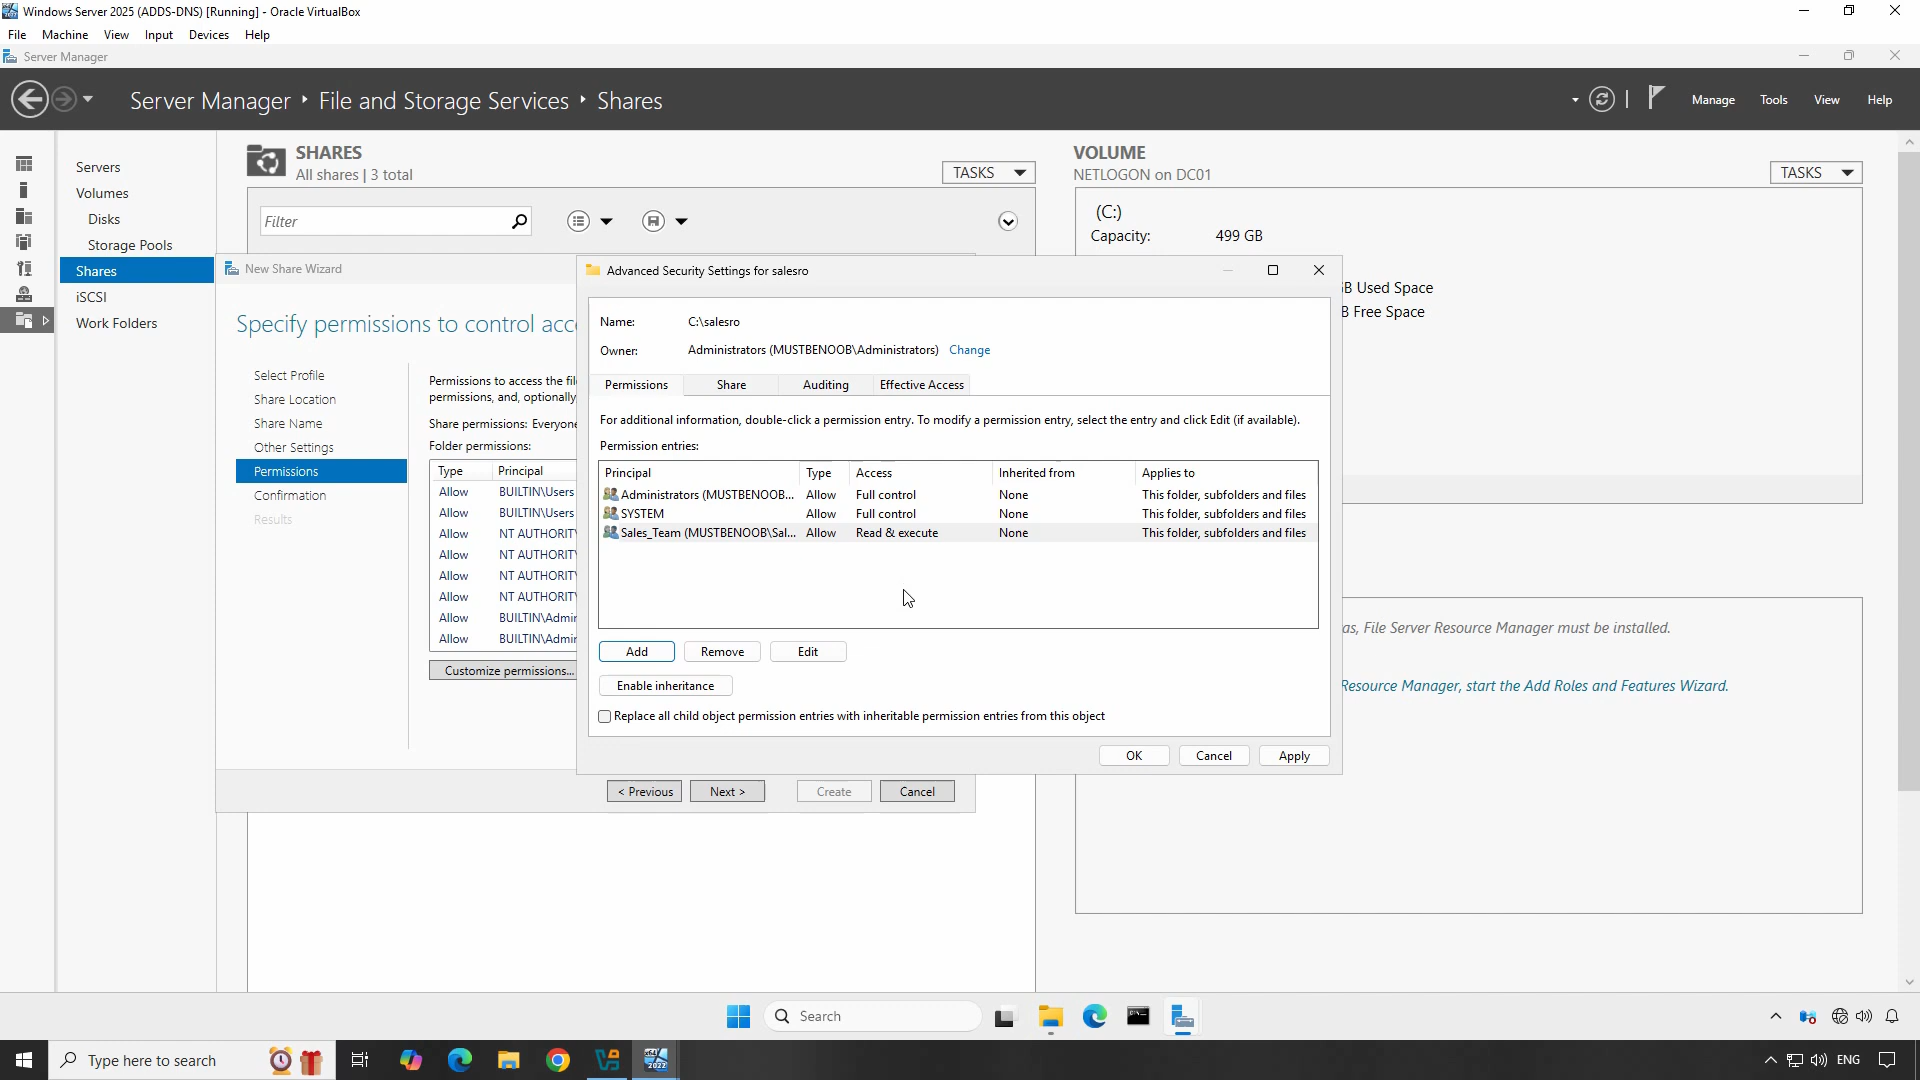 Windows Server 2025 (ADDS-DNS) [Running] - Oracle VirtualBox
File Machine View Input Devices Help
Server Manager
Server Manager ‣ File and Storage Services ‣ Shares
Manage Tools View Help
Servers
Volumes
Disks
Storage Pools
Shares
iSCSI
Work Folders
SHARES
All shares | 3 total
TASKS
Filter
VOLUME
NETLOGON on DC01
TASKS
(C:)
Capacity: 499 GB
B Used Space
B Free Space
as, File Server Resource Manager must be installed.
Resource Manager, start the Add Roles and Features Wizard.
New Share Wizard
Specify permissions to control acc
Select Profile
Share Location
Share Name
Other Settings
Permissions
Confirmation
Results
Permissions to access the fil
permissions, and, optionally,
Share permissions: Everyone
Folder permissions:
Type Principal
Allow BUILTIN\Users
Allow BUILTIN\Users
Allow NT AUTHORIT
Allow NT AUTHORIT
Allow NT AUTHORIT
Allow NT AUTHORIT
Allow BUILTIN\Admi
Allow BUILTIN\Admi
Customize permissions...
< Previous Next > Create Cancel
Advanced Security Settings for salesro
Name: C:\salesro
Owner: Administrators (MUSTBENOOB\Administrators) Change
Permissions Share Auditing Effective Access
For additional information, double-click a permission entry. To modify a permission entry, select the entry and click Edit (if available).
Permission entries:
Principal Type Access Inherited from Applies to
Administrators (MUSTBENOOB... Allow Full control None This folder, subfolders and files
SYSTEM Allow Full control None This folder, subfolders and files
Sales_Team (MUSTBENOOB\Sal... Allow Read & execute None This folder, subfolders and files
Add Remove Edit
Enable inheritance
Replace all child object permission entries with inheritable permission entries from this object
OK Cancel Apply
Search
Type here to search
x64
2022
ENG